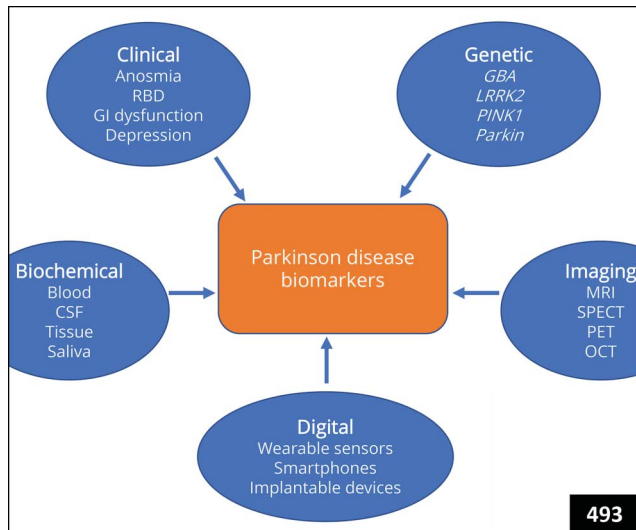 Clinical
Anosmia
RBD
GI dysfunction
Depression
Genetic
GBA
LRRK2
PINK1
Parkin
Parkinson disease
biomarkers
Biochemical
Blood
CSF
Tissue
Saliva
Imaging
MRI
SPECT
PET
OCT
Digital
Wearable sensors
Smartphones
Implantable devices
493